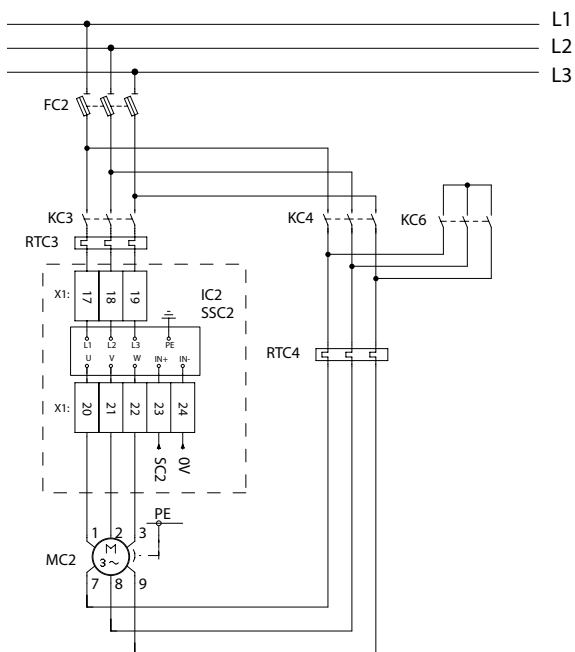 L1
L2
L3
FC2
KC3
KC4
KC6
RTC3
X1: 17 18 19
IC2
SSC2
L1 L2 L3 PE
U V W IN+ IN-
RTC4
X1: 20 21 22 23 24
SC2 0V
PE
1 2 3
MC2
M
3~
7 8 9